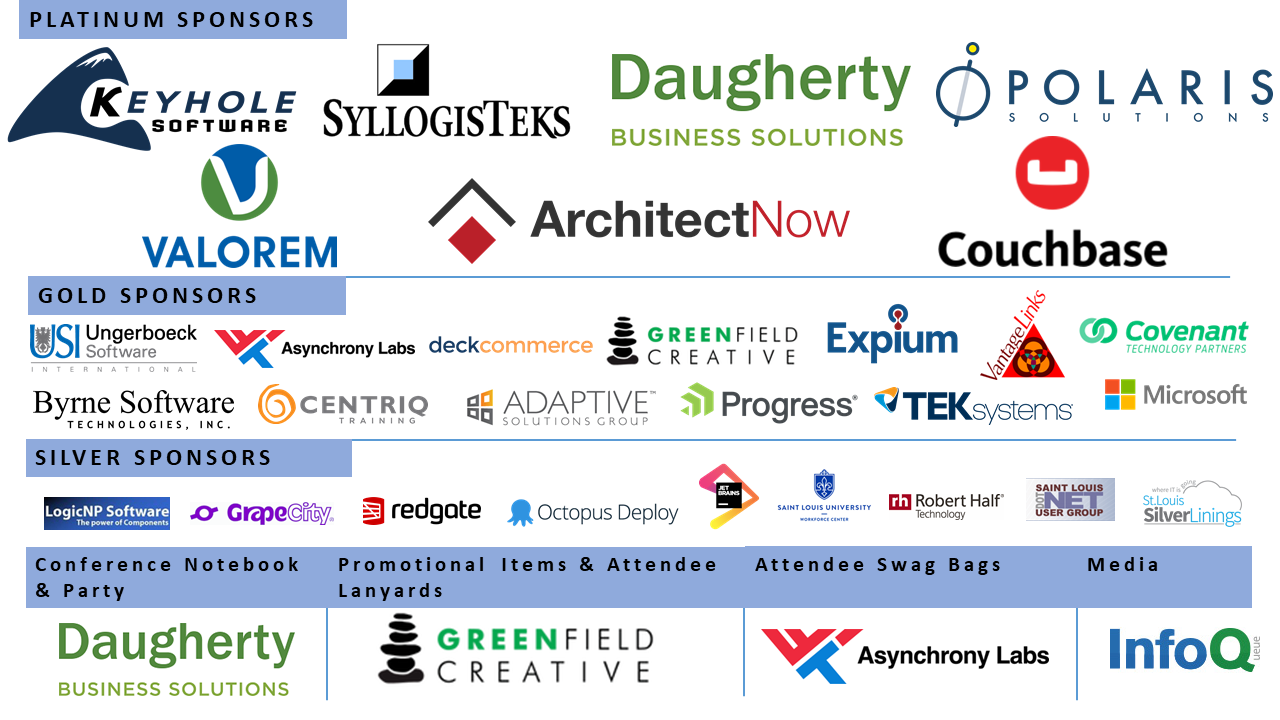 PLATINUM SPONSORS
KEYHOLE
SOFTWARE
SYLLOGISTEKS
Daugherty
BUSINESS SOLUTIONS
POLARIS
SOLUTIONS
VALOREM
ArchitectNow
Couchbase
GOLD SPONSORS
USI Ungerboeck
Software
INTERNATIONAL
Asynchrony Labs
deckcommerce
GREENFIELD
CREATIVE
Expium
VantageLinks
Covenant
TECHNOLOGY PARTNERS
Byrne Software
TECHNOLOGIES, INC.
CENTRIQ
TRAINING
ADAPTIVE™
SOLUTIONS GROUP
Progress®
TEKsystems
Microsoft
SILVER SPONSORS
LogicNP Software
The power of Components
GrapeCity
redgate
Octopus Deploy
JET
BRAINS
SAINT LOUIS UNIVERSITY
WORKFORCE CENTER
rh Robert Half®
Technology
SAINT LOUIS
DOT NET
USER GROUP
where IT is going
St.Louis
SilverLinings
Conference Notebook
& Party
Promotional Items & Attendee
Lanyards
Attendee Swag Bags
Media
Daugherty
BUSINESS SOLUTIONS
GREENFIELD
CREATIVE
Asynchrony Labs
InfoQ
ueue